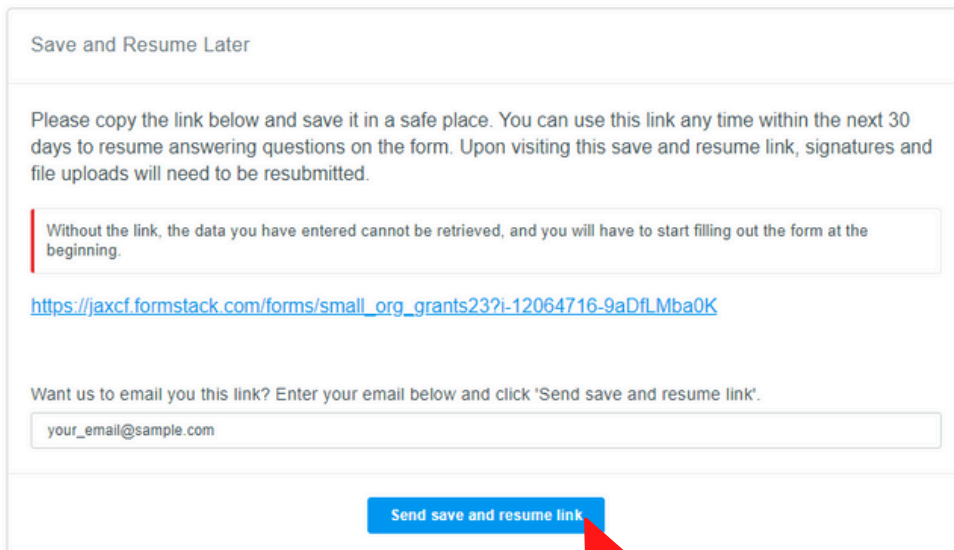 Save and Resume Later
Please copy the link below and save it in a safe place. You can use this link any time within the next 30
days to resume answering questions on the form. Upon visiting this save and resume link, signatures and
file uploads will need to be resubmitted.
Without the link, the data you have entered cannot be retrieved, and you will have to start filling out the form at the
beginning.
https://jaxcf.formstack.com/forms/small_org_grants23?i-12064716-9aDfLMba0K
Want us to email you this link? Enter your email below and click 'Send save and resume link'.
your_email@sample.com
Send save and resume link